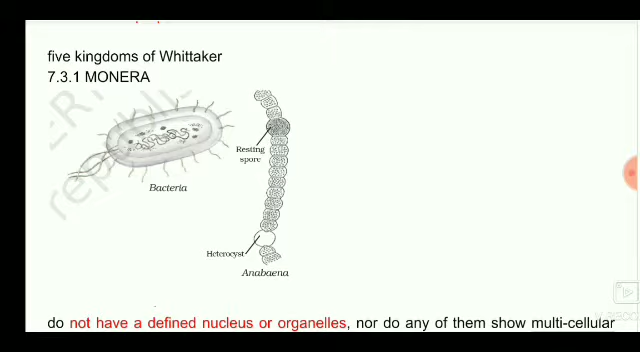 five kingdoms of Whittaker
7.3.1 MONERA
Resting
spore
Bacteria
Heterocyst
Anabaena
do not have a defined nucleus or organelles, nor do any of them show multi-cellular